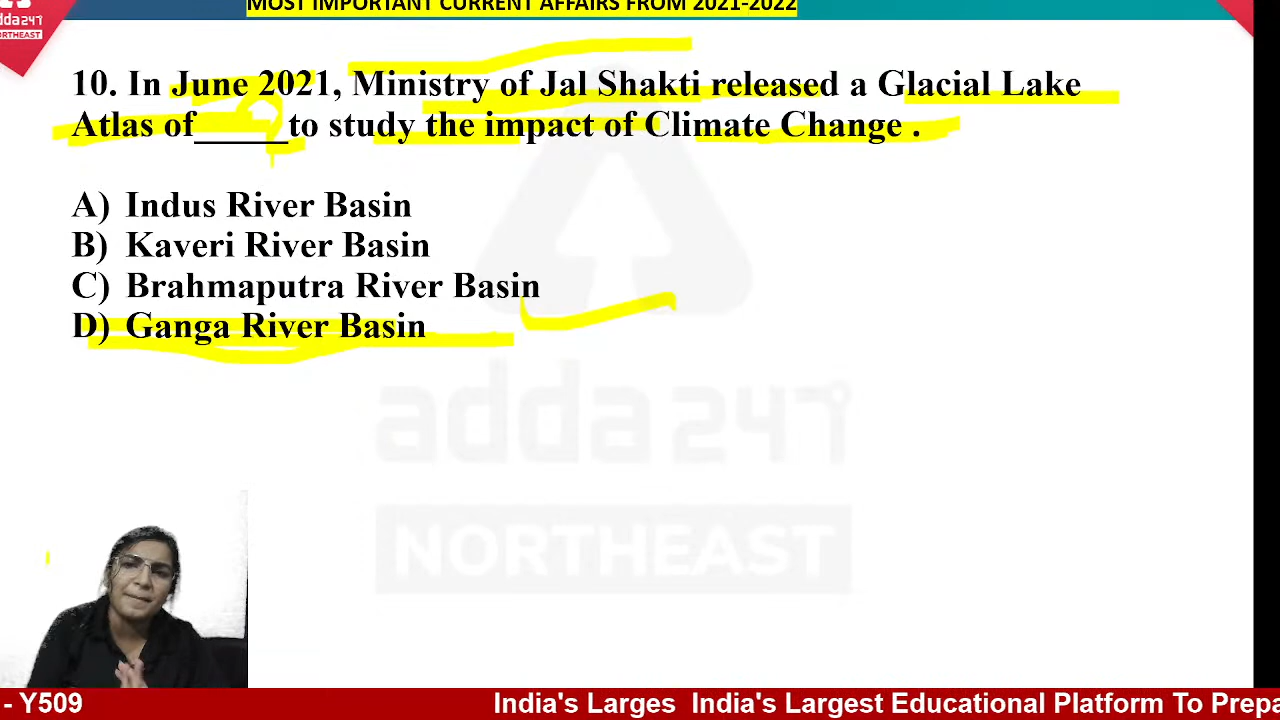 MOST IMPORTANT CURRENT AFFAIRS FROM 2021-2022
adda247
NORTHEAST
10. In June 2021, Ministry of Jal Shakti released a Glacial Lake
Atlas of_____to study the impact of Climate Change .
A) Indus River Basin
B) Kaveri River Basin
C) Brahmaputra River Basin
D) Ganga River Basin
adda247
NORTHEAST
- Y509 India's Larges India's Largest Educational Platform To Prepa